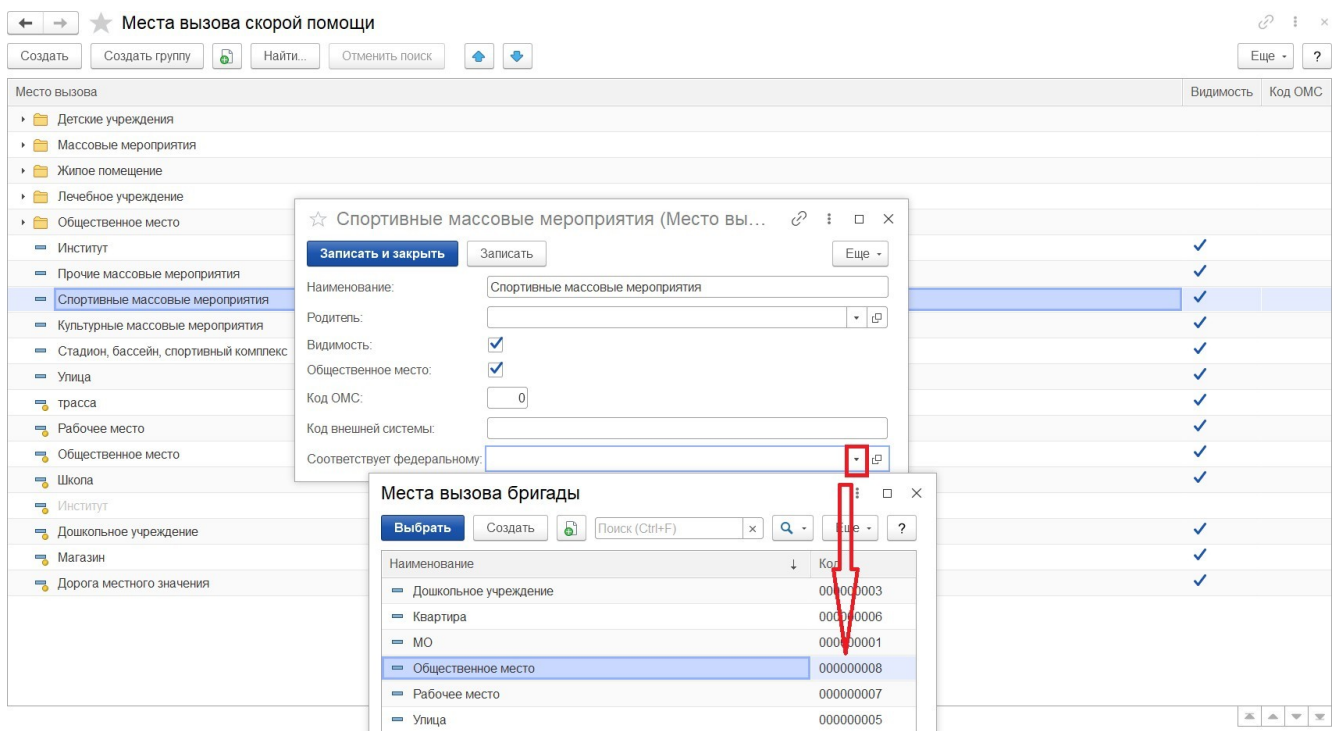 Места вызова скорой помощи
Создать Создать группу Найти... Отменить поиск Еще ?
Место вызова Видимость Код ОМС
Детские учреждения
Массовые мероприятия
Жилое помещение
Лечебное учреждение
Общественное место
Институт
Прочие массовые мероприятия
Спортивные массовые мероприятия
Культурные массовые мероприятия
Стадион, бассейн, спортивный комплекс
Улица
трасса
Рабочее место
Общественное место
Школа
Институт
Дошкольное учреждение
Магазин
Дорога местного значения
Спортивные массовые мероприятия (Место вы...
Записать и закрыть Записать Еще
Наименование: Спортивные массовые мероприятия
Родитель:
Видимость:
Общественное место:
Код ОМС: 0
Код внешней системы:
Соответствует федеральному:
Места вызова бригады
Выбрать Создать Поиск (Ctrl+F) Еще ?
Наименование ↓ Код
Дошкольное учреждение 000000003
Квартира 000000006
МО 000000001
Общественное место 000000008
Рабочее место 000000007
Улица 000000005